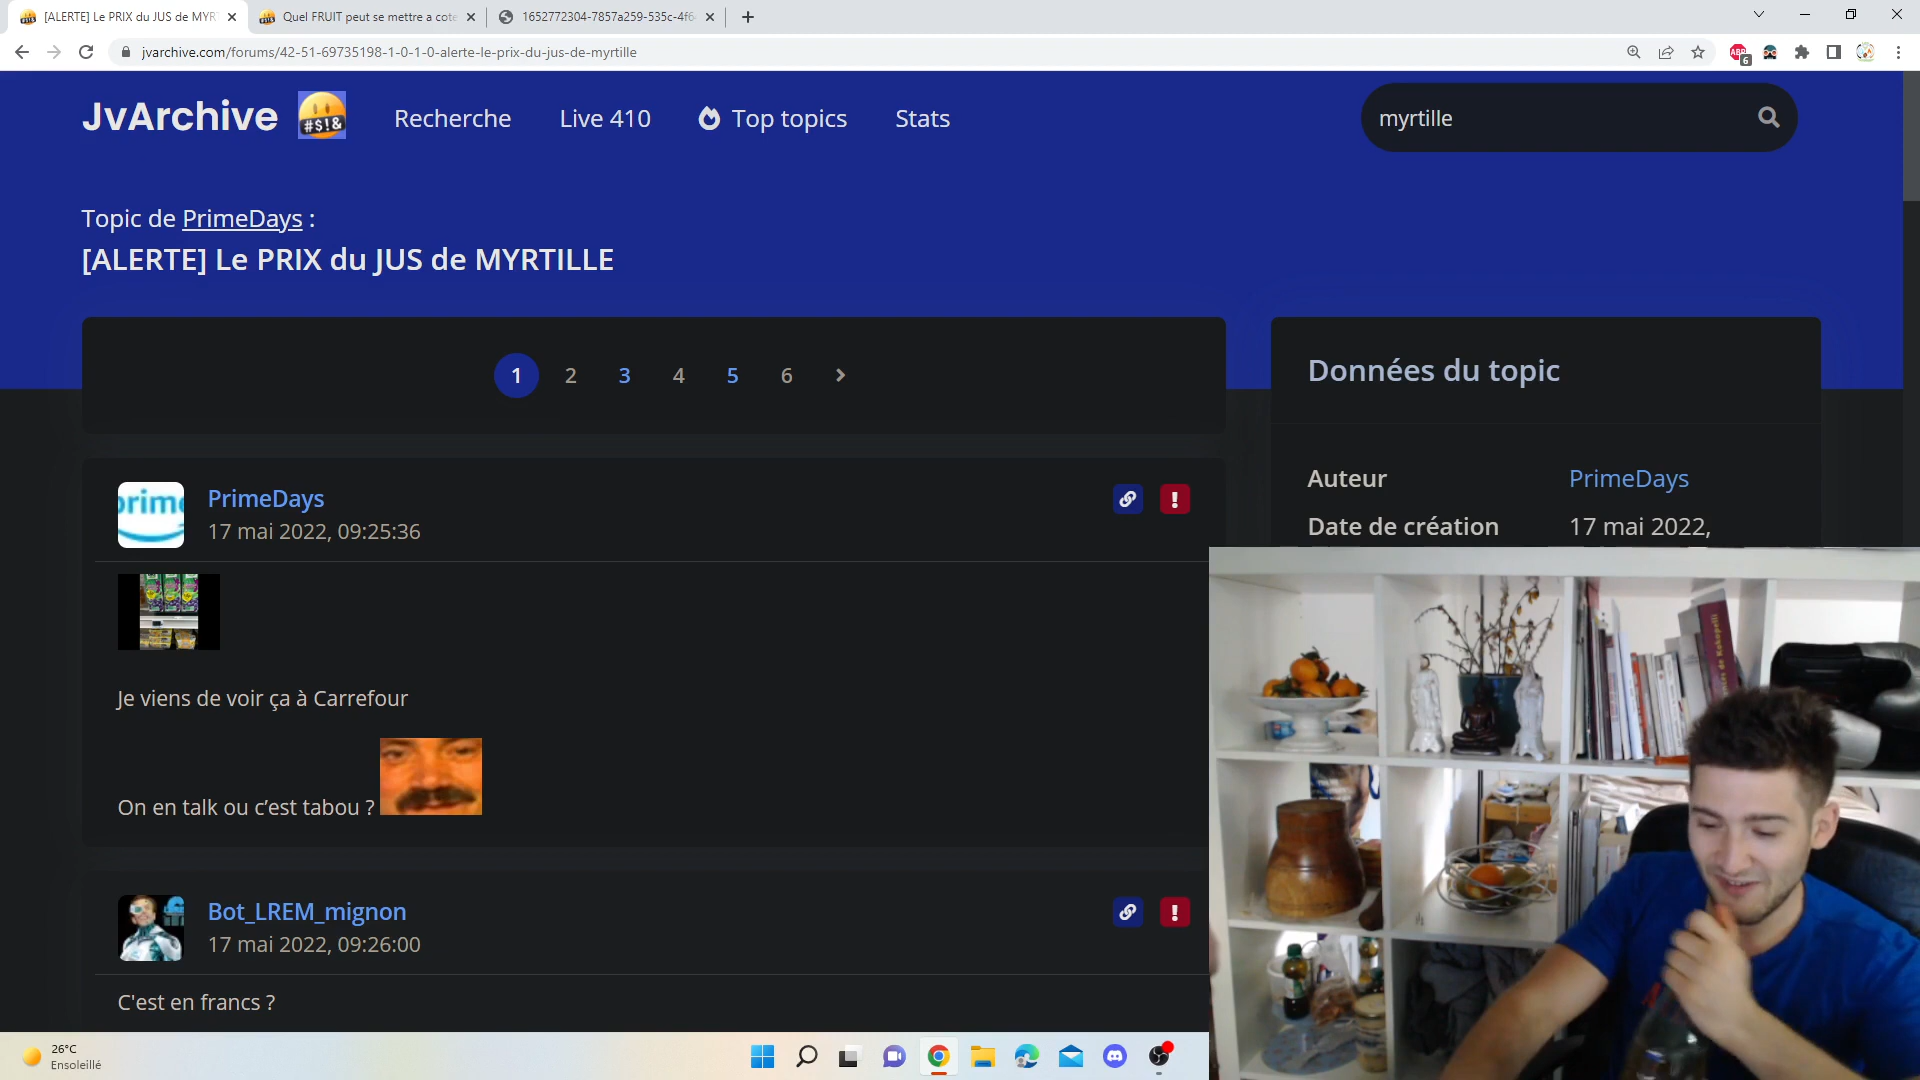 [ALERTE] Le PRIX du JUS de MYR
Quel FRUIT peut se mettre a cote
1652772304-7857a259-535c-4f6
jvarchive.com/forums/42-51-69735198-1-0-1-0-alerte-le-prix-du-jus-de-myrtille
ABP
6
JvArchive
#$!&
Recherche
Live 410
Top topics
Stats
myrtille
Topic de PrimeDays :
[ALERTE] Le PRIX du JUS de MYRTILLE
1 2 3 4 5 6
Données du topic
Auteur PrimeDays
Date de création 17 mai 2022,
prime
PrimeDays
17 mai 2022, 09:25:36
Je viens de voir ça à Carrefour
On en talk ou c’est tabou ?
Bot_LREM_mignon
17 mai 2022, 09:26:00
C'est en francs ?
26°C
Ensoleillé